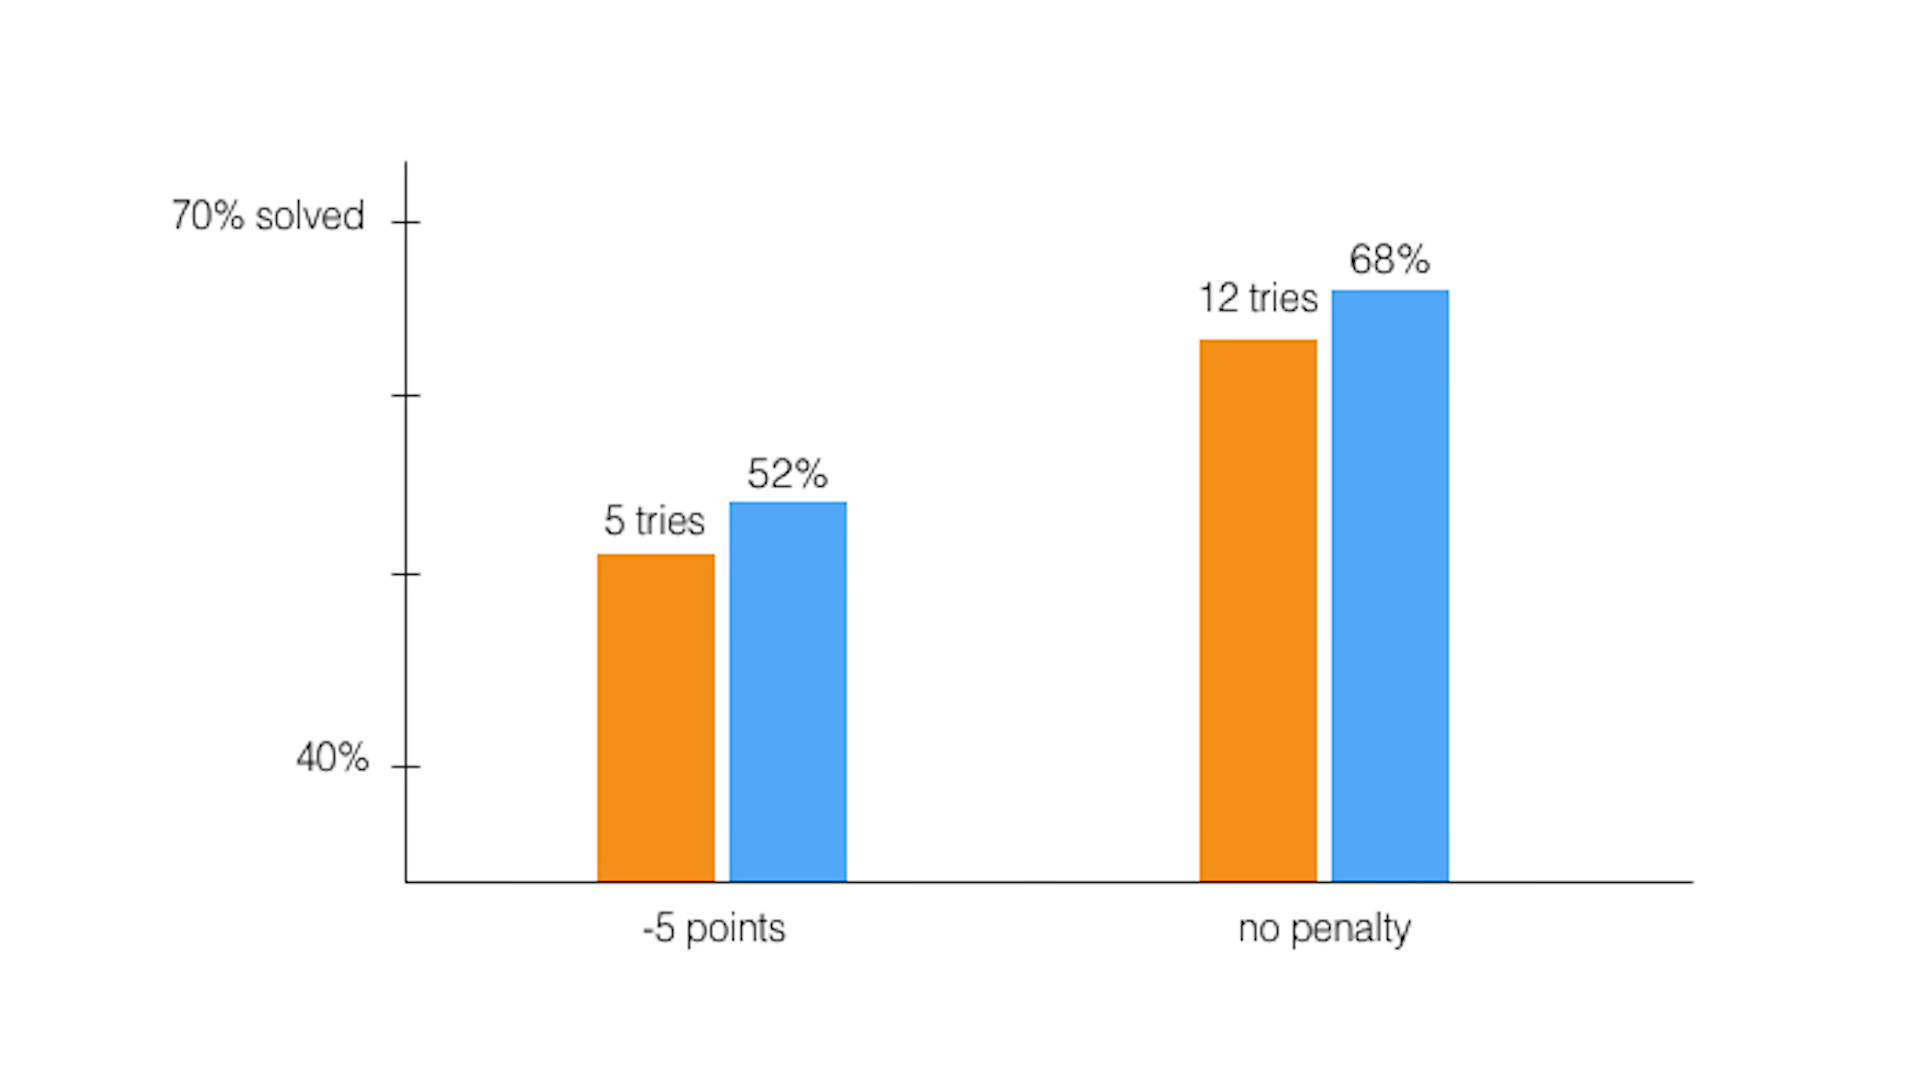 70% solved
68%
12 tries
52%
5 tries
40%
-5 points
no penalty